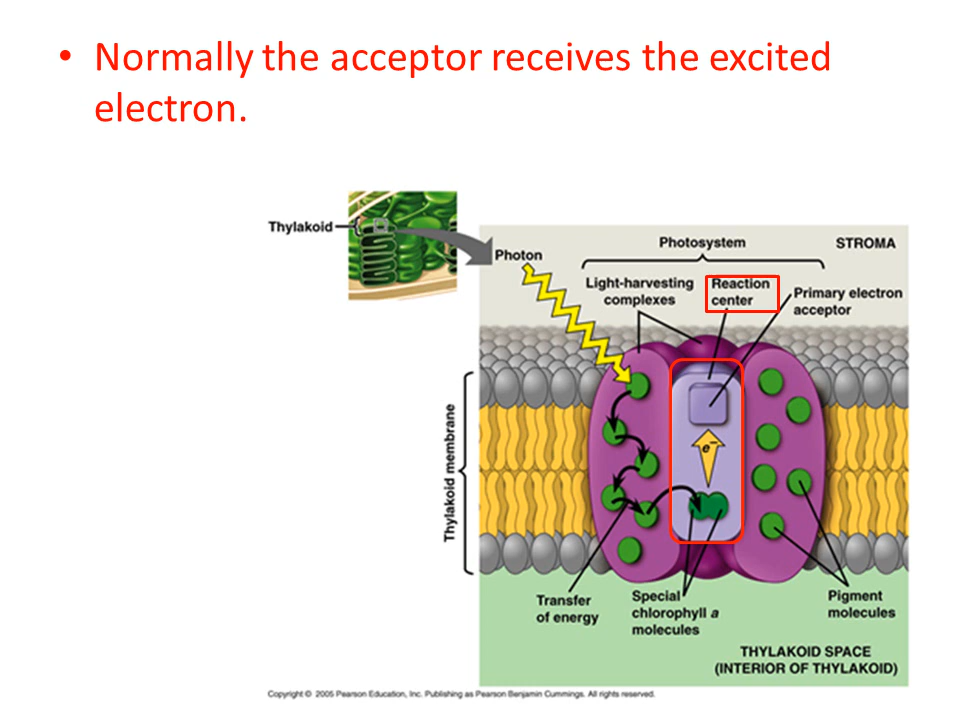 • Normally the acceptor receives the excited
electron.
Thylakoid
Photon
Photosystem
STROMA
Light-harvesting
complexes
Reaction
center
Primary electron
acceptor
Thylakoid membrane
e−
Transfer
of energy
Special
chlorophyll a
molecules
Pigment
molecules
THYLAKOID SPACE
(INTERIOR OF THYLAKOID)
Copyright © 2005 Pearson Education, Inc. Publishing as Pearson Benjamin Cummings. All rights reserved.